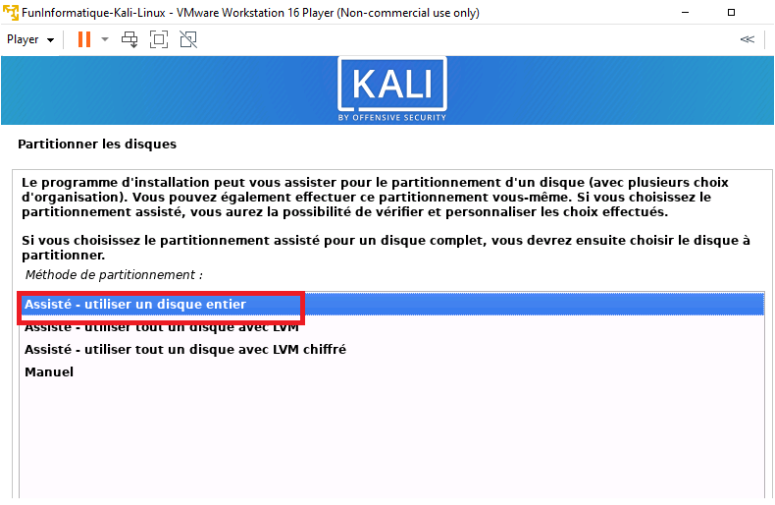 FunInformatique-Kali-Linux - VMware Workstation 16 Player (Non-commercial use only)
Player
KALI
BY OFFENSIVE SECURITY
Partitionner les disques
Le programme d'installation peut vous assister pour le partitionnement d'un disque (avec plusieurs choix
d'organisation). Vous pouvez également effectuer ce partitionnement vous-même. Si vous choisissez le
partitionnement assisté, vous aurez la possibilité de vérifier et personnaliser les choix effectués.
Si vous choisissez le partitionnement assisté pour un disque complet, vous devrez ensuite choisir le disque à
partitionner.
Méthode de partitionnement :
Assisté - utiliser un disque entier
Assisté - utiliser tout un disque avec LVM
Assisté - utiliser tout un disque avec LVM chiffré
Manuel